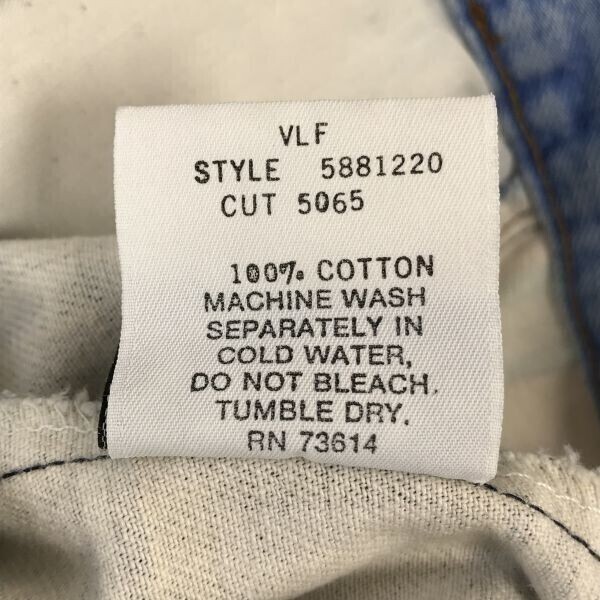 VLF
STYLE 5881220
CUT 5065
100% COTTON
MACHINE WASH
SEPARATELY IN
COLD WATER,
DO NOT BLEACH.
TUMBLE DRY.
RN 73614